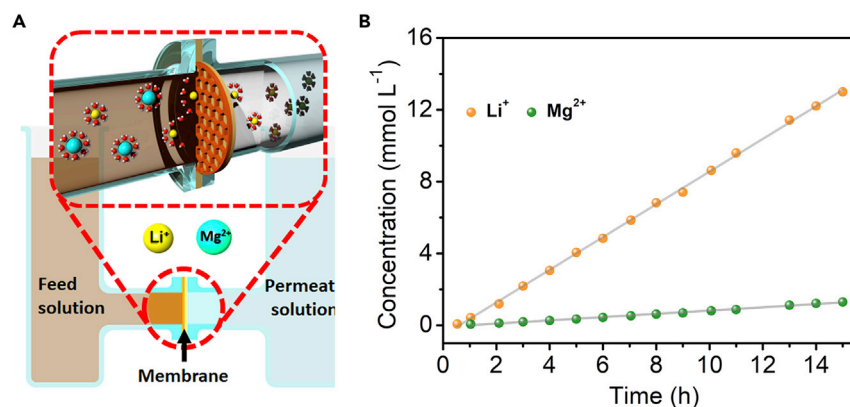 A
Li⁺
Mg²⁺
Feed
solution
Permeat
solution
Membrane
B
Concentration (mmol L⁻¹)
16
12
8
4
0
Li⁺
Mg²⁺
0
2
4
6
8
10
12
14
Time (h)